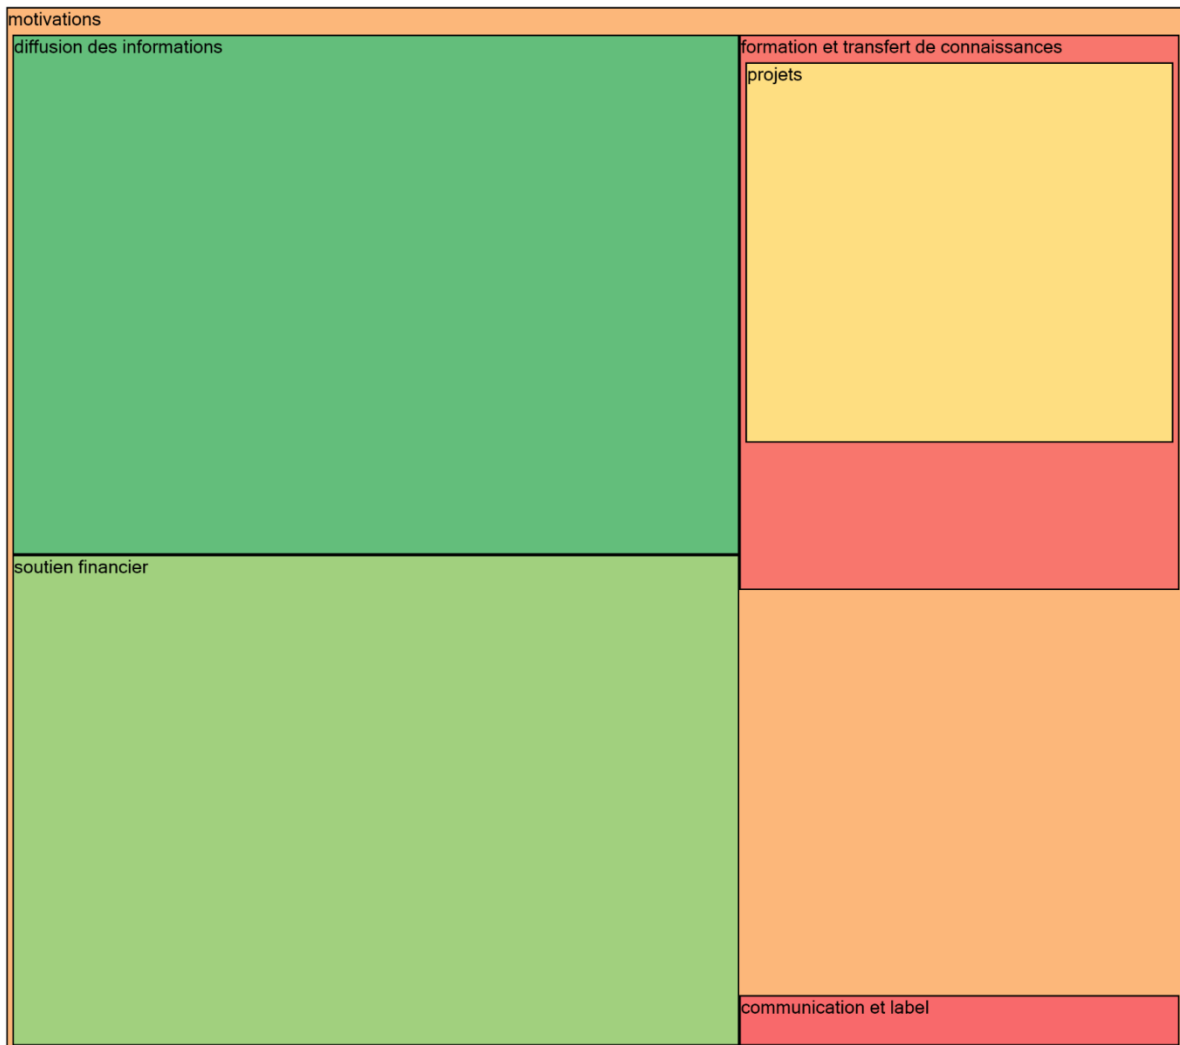 motivations
diffusion des informations
formation et transfert de connaissances
projets
soutien financier
communication et label